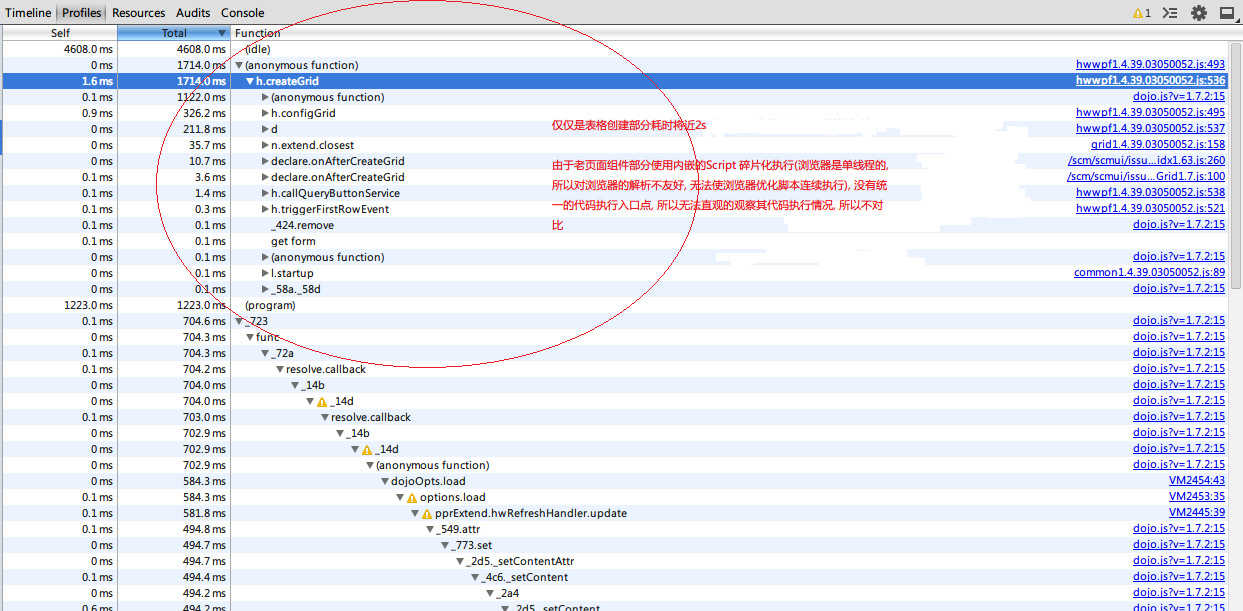 Timeline Profiles Resources Audits Console 1
Self Total Function
4608.0 ms 4608.0 ms (idle)
0 ms 1714.0 ms (anonymous function) hwwpf1.4.39.03050052.js:493
1.6 ms 1714.0 ms h.createGrid hwwpf1.4.39.03050052.js:536
0.1 ms 1122.0 ms (anonymous function) dojo.js?v=1.7.2:15
0.9 ms 326.2 ms h.configGrid hwwpf1.4.39.03050052.js:495
0 ms 211.8 ms d hwwpf1.4.39.03050052.js:537
仅仅是表格创建部分耗时将近2s
0 ms 35.7 ms n.extend.closest grid1.4.39.03050052.js:158
0 ms 10.7 ms declare.onAfterCreateGrid /scm/scmui/issu…idx1.63.js:260
0.1 ms 3.6 ms declare.onAfterCreateGrid /scm/scmui/issu…Grid1.7.js:100
0.1 ms 1.4 ms h.callQueryButtonService hwwpf1.4.39.03050052.js:538
0 ms 0.3 ms h.triggerFirstRowEvent hwwpf1.4.39.03050052.js:521
由于老页面组件部分使用内嵌的Script 碎片化执行(浏览器是单线程的,
所以对浏览器的解析不友好, 无法使浏览器优化脚本连续执行), 没有统
一的代码执行入口点, 所以无法直观的观察其代码执行情况, 所以不对
比
0.1 ms 0.1 ms _424.remove dojo.js?v=1.7.2:15
0.1 ms 0.1 ms get form
0 ms 0.1 ms (anonymous function) dojo.js?v=1.7.2:15
0 ms 0.1 ms l.startup common1.4.39.03050052.js:89
0 ms 0.1 ms _58a._58d dojo.js?v=1.7.2:15
1223.0 ms 1223.0 ms (program)
0.1 ms 704.6 ms _723 dojo.js?v=1.7.2:15
0 ms 704.3 ms func dojo.js?v=1.7.2:15
0.1 ms 704.3 ms _72a dojo.js?v=1.7.2:15
0.1 ms 704.2 ms resolve.callback dojo.js?v=1.7.2:15
0 ms 704.0 ms _14b dojo.js?v=1.7.2:15
0 ms 704.0 ms _14d dojo.js?v=1.7.2:15
0.1 ms 703.0 ms resolve.callback dojo.js?v=1.7.2:15
0 ms 702.9 ms _14b dojo.js?v=1.7.2:15
0 ms 702.9 ms _14d dojo.js?v=1.7.2:15
0 ms 702.9 ms (anonymous function) dojo.js?v=1.7.2:15
0 ms 584.3 ms dojoOpts.load VM2454:43
0.1 ms 584.3 ms options.load VM2453:35
0.1 ms 581.8 ms pprExtend.hwRefreshHandler.update VM2445:39
0.1 ms 494.8 ms _549.attr dojo.js?v=1.7.2:15
0 ms 494.7 ms _773.set dojo.js?v=1.7.2:15
0 ms 494.7 ms _2d5._setContentAttr dojo.js?v=1.7.2:15
0.1 ms 494.4 ms _4c6._setContent dojo.js?v=1.7.2:15
0 ms 494.2 ms _2a4 dojo.js?v=1.7.2:15
0.6 ms 494.2 ms _2d5._setContent dojo.js?v=1.7.2:15